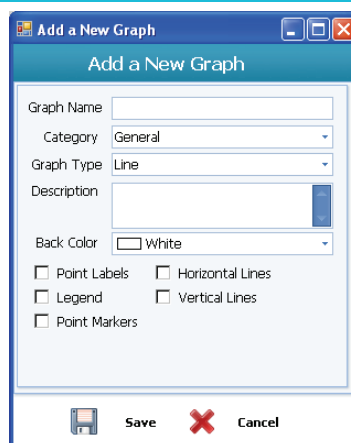 Add a New Graph
Add a New Graph
Graph Name
Category General
Graph Type Line
Description
Back Color White
Point Labels Horizontal Lines
Legend Vertical Lines
Point Markers
Save Cancel